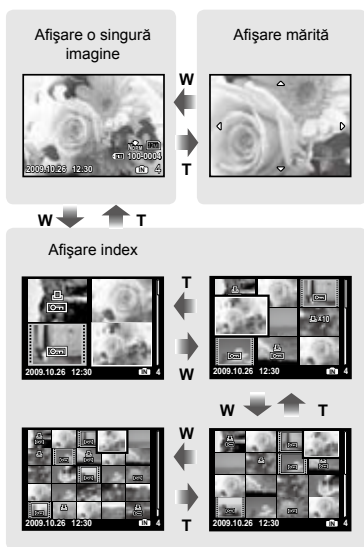 Afişare o singură
imagine
Afişare mărită
W
T
NORM 12M
100-0004
2009.10.26 12:30 IN 4
W T
Afişare index
T
W
2009.10.26 12:30 IN 4
x10
2009.10.26 12:30 IN 4
W T
W
T
2009.10.26 12:30 IN 4
2009.10.26 12:30 IN 4